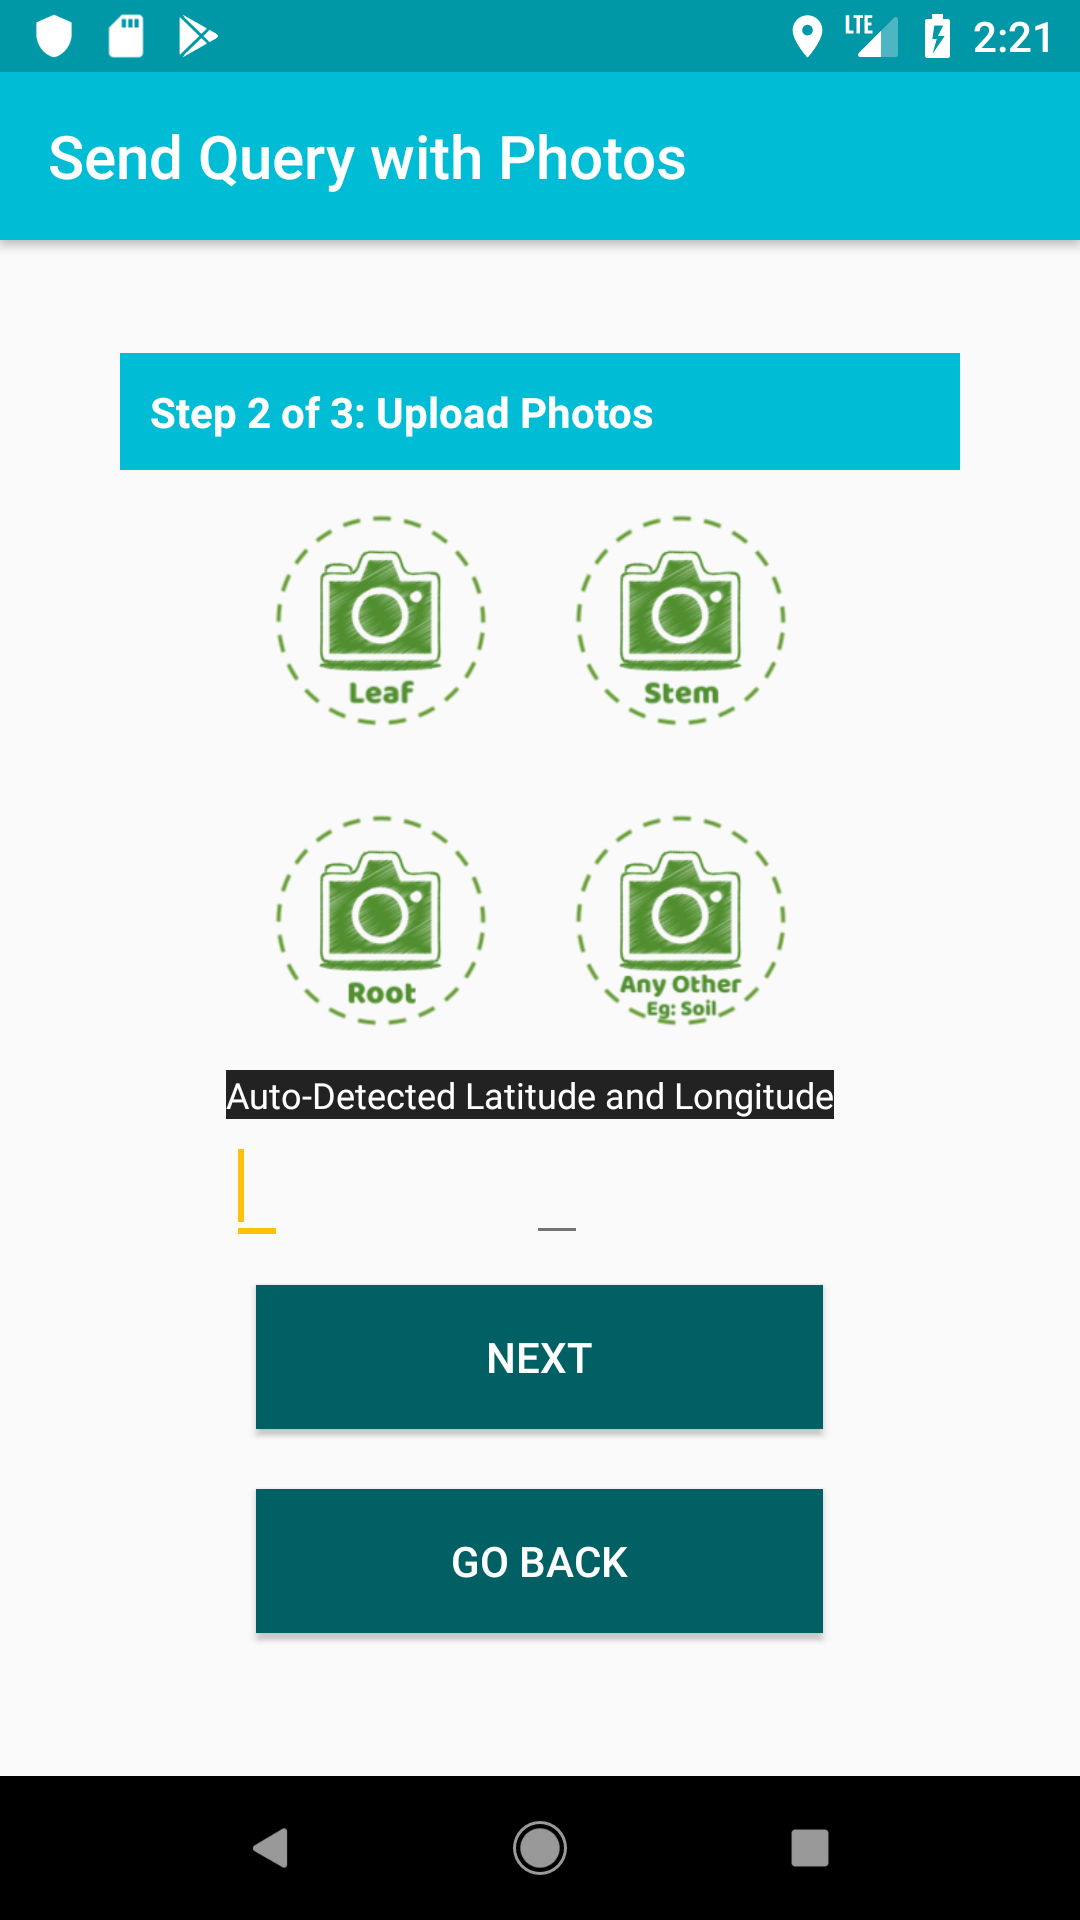 LTE 2:21
Send Query with Photos
Step 2 of 3: Upload Photos
Leaf
Stem
Root
Any Other
Eg: Soil
Auto-Detected Latitude and Longitude
NEXT
GO BACK